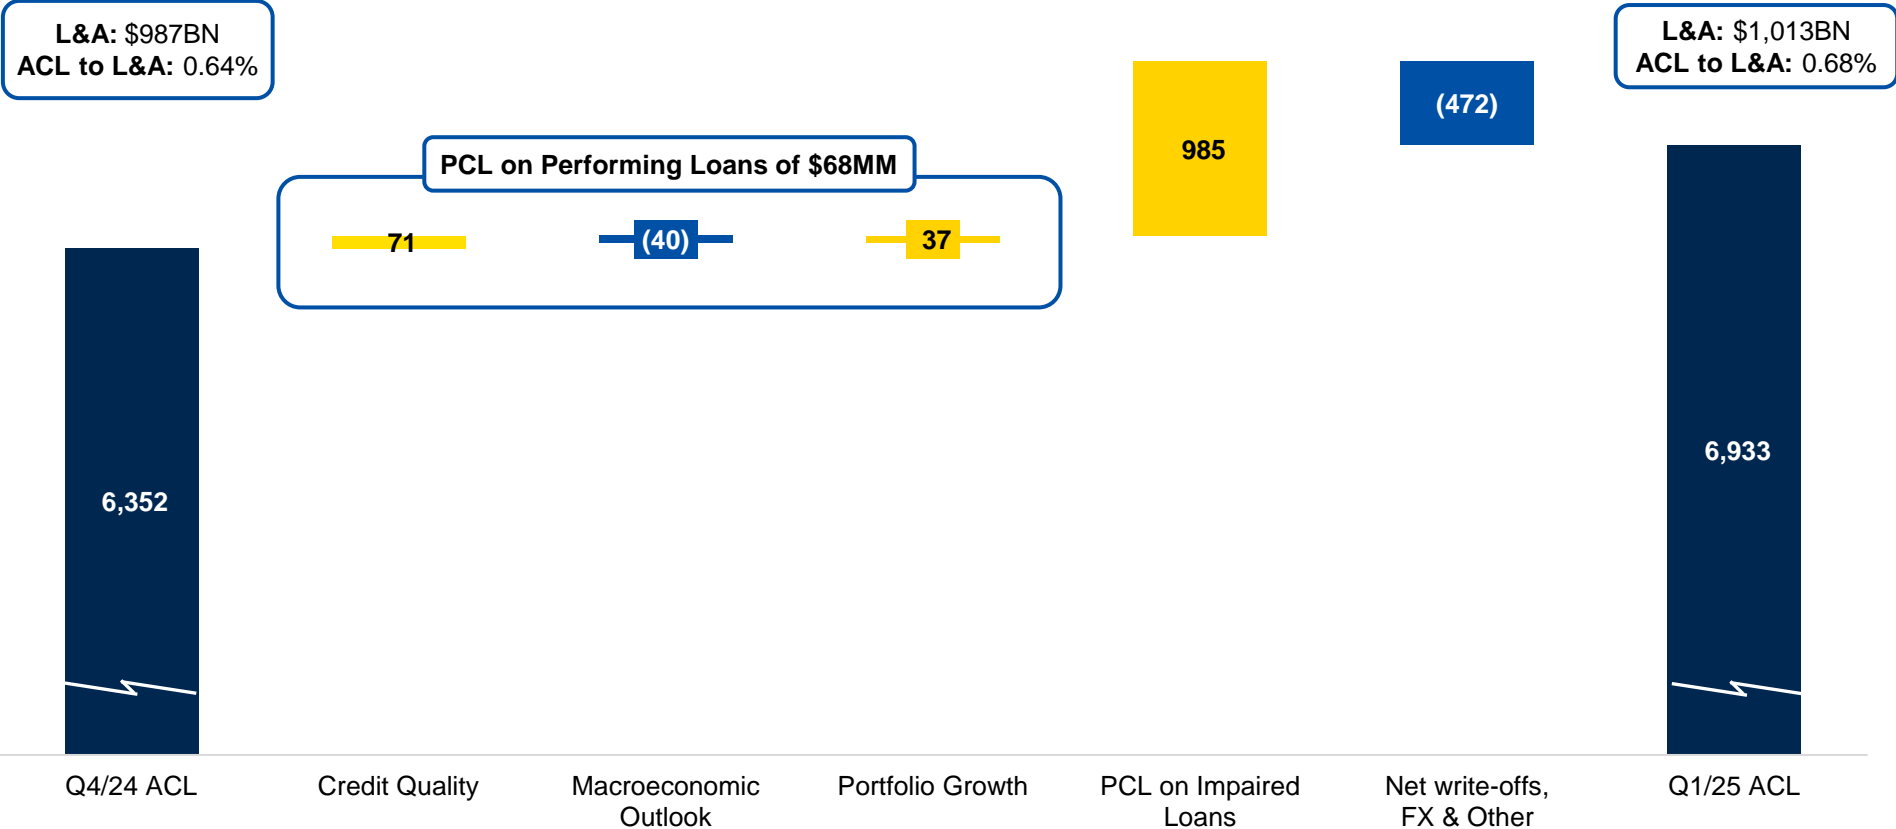 L&A: $987BN
ACL to L&A: 0.64%
L&A: $1,013BN
ACL to L&A: 0.68%
PCL on Performing Loans of $68MM
6,352
71
(40)
37
985
(472)
6,933
Q4/24 ACL
Credit Quality
Macroeconomic
Outlook
Portfolio Growth
PCL on Impaired
Loans
Net write-offs,
FX & Other
Q1/25 ACL